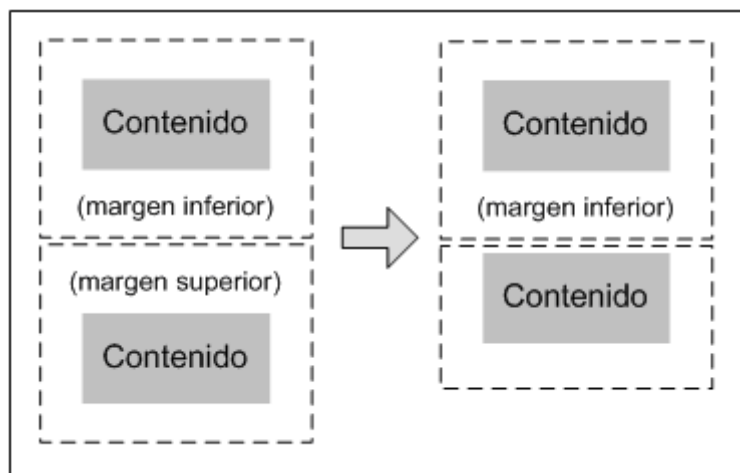 Contenido
(margen inferior)
(margen superior)
Contenido
Contenido
(margen inferior)
Contenido